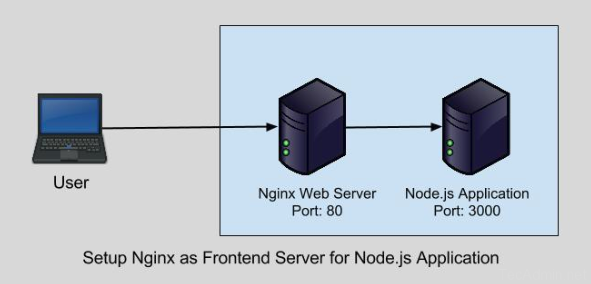 User
Nginx Web Server
Port: 80
Node.js Application
Port: 3000
Setup Nginx as Frontend Server for Node.js Application